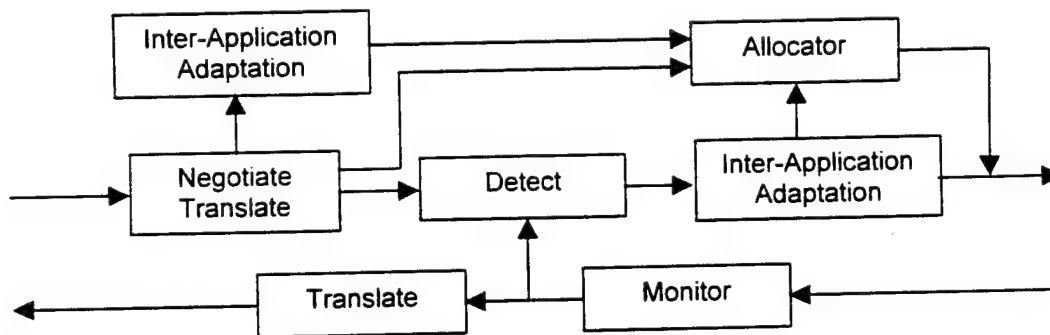 Inter-Application
Adaptation
Allocator
Negotiate
Translate
Detect
Inter-Application
Adaptation
Translate
Monitor